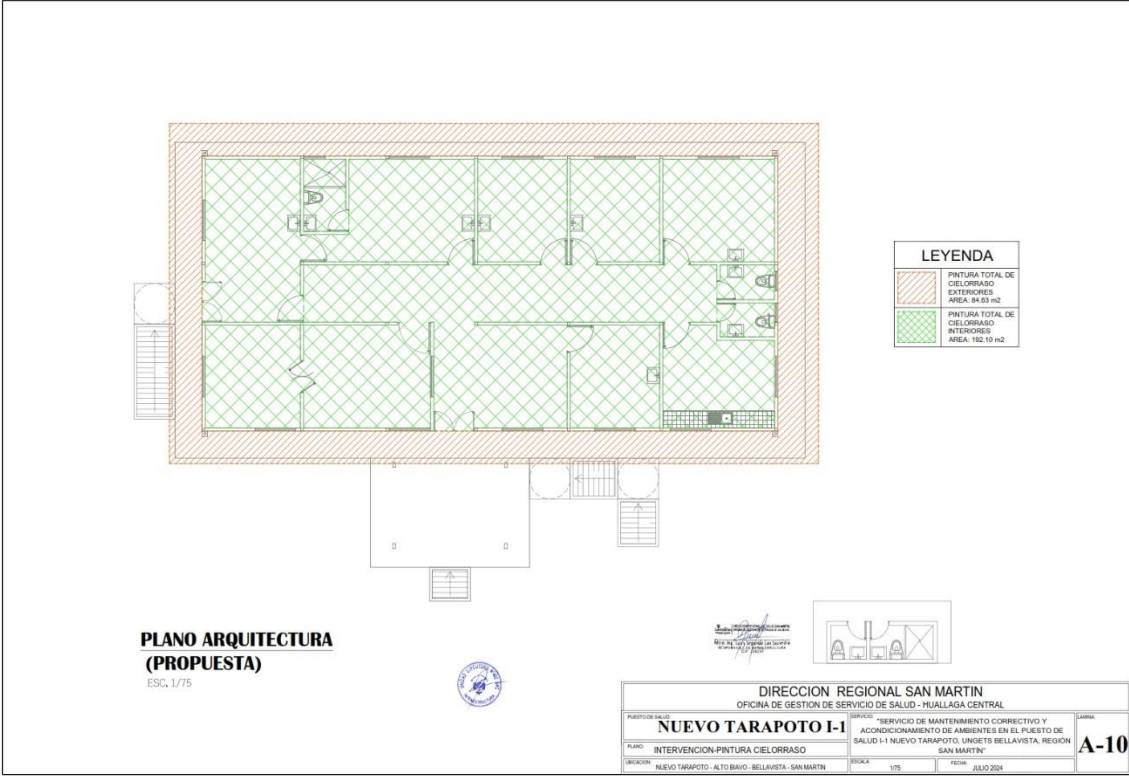 LEYENDA
PINTURA TOTAL DE
CIELORRASO
EXTERIORES
AREA: 84.63 m2
PINTURA TOTAL DE
CIELORRASO
INTERIORES
AREA: 192.10 m2
PLANO ARQUITECTURA
(PROPUESTA)
ESC. 1/75
DIRECCION REGIONAL SAN MARTIN
OFICINA DE GESTION DE SERVICIO DE SALUD - HUALLAGA CENTRAL
PUESTO DE SALUD:
NUEVO TARAPOTO I-1
SERVICIO:
"SERVICIO DE MANTENIMIENTO CORRECTIVO Y
ACONDICIONAMIENTO DE AMBIENTES EN EL PUESTO DE
SALUD I-1 NUEVO TARAPOTO, UNGETS BELLAVISTA, REGIÓN
SAN MARTIN"
LAMINA:
A-10
PLANO: INTERVENCION-PINTURA CIELORRASO
UBICACION: NUEVO TARAPOTO - ALTO BIAVO - BELLAVISTA - SAN MARTIN
ESCALA: 1/75
FECHA: JULIO 2024